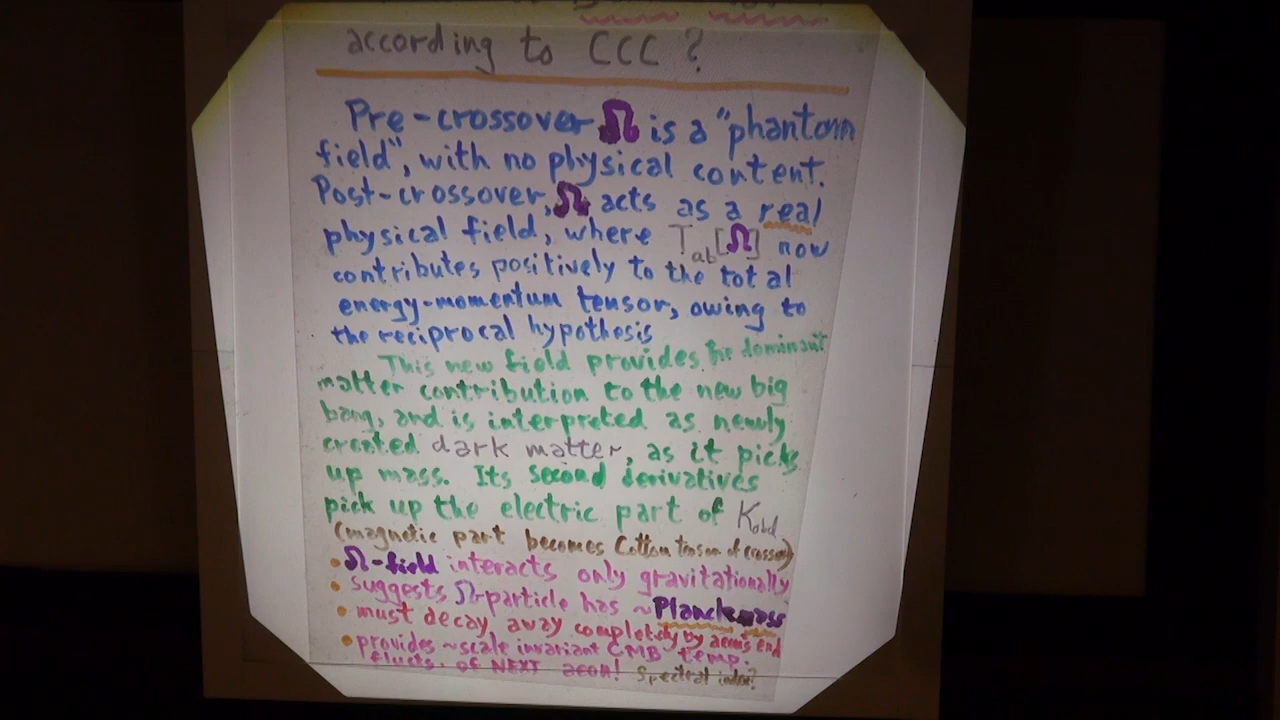 according to CCC?
Pre-crossover Ω is a "phantom
field", with no physical content.
Post-crossover, Ω acts as a real
physical field, where Tab[Ω] now
contributes positively to the total
energy-momentum tensor, owing to
the reciprocal hypothesis
This new field provides the dominant
matter contribution to the new big
bang, and is interpreted as newly
created dark matter, as it picks
up mass. Its second derivatives
pick up the electric part of Kabcd
(magnetic part becomes Cotton tensor of crossover)
• Ω-field interacts only gravitationally
• suggests Ω-particle has ~Planck mass
• must decay away completely by aeon's end
• provides ~scale invariant CMB temp.
flucts. of NEXT aeon! Spectral index?